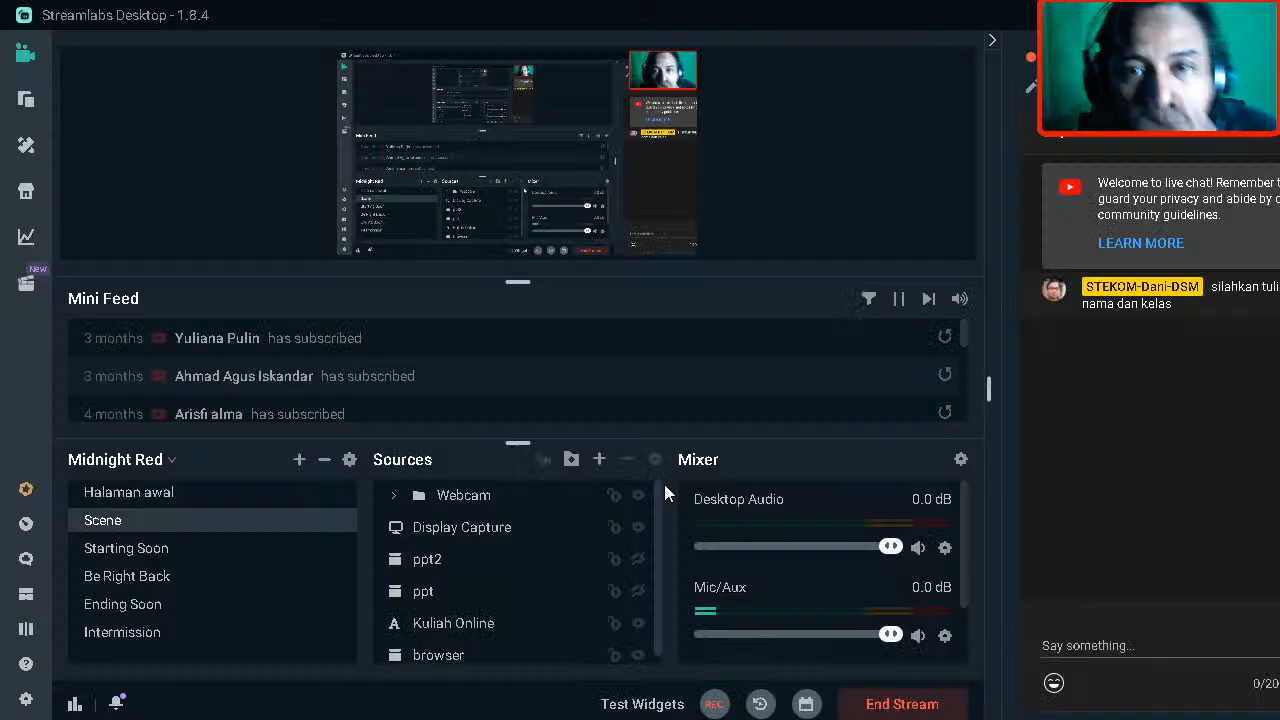 Streamlabs Desktop - 1.8.4
New
Mini Feed
3 months Yuliana Pulin has subscribed
3 months Ahmad Agus Iskandar has subscribed
4 months Arisfi alma has subscribed
Midnight Red
Halaman awal
Scene
Starting Soon
Be Right Back
Ending Soon
Intermission
Sources
Webcam
Display Capture
ppt2
ppt
Kuliah Online
browser
Mixer
Desktop Audio 0.0 dB
Mic/Aux 0.0 dB
Test Widgets
REC
End Stream
Welcome to live chat! Remember
guard your privacy and abide by
community guidelines.
LEARN MORE
STEKOM-Dani-DSM silahkan tuli
nama dan kelas
Say something...
0/20